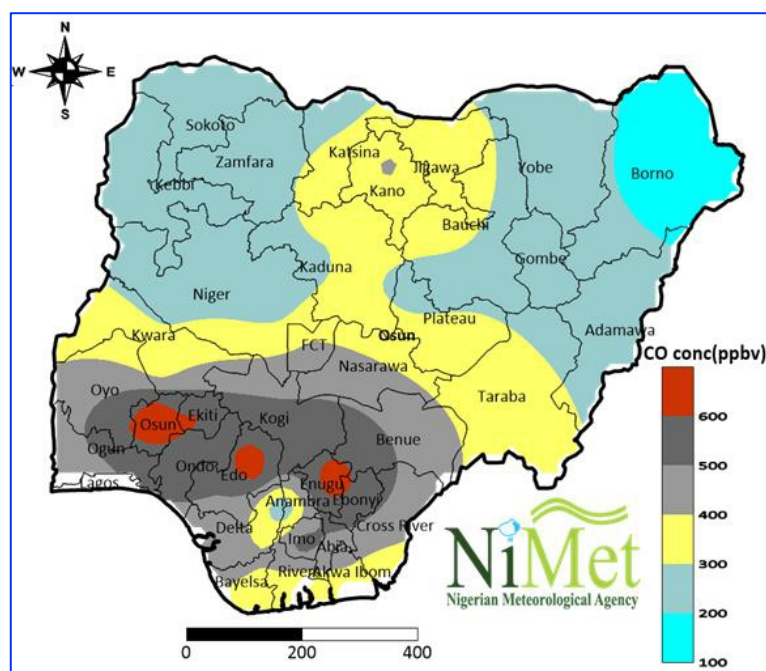 N
W E
S
Sokoto
Katsina
Zamfara
Jigawa
Yobe
Kebbi
Kano
Borno
Bauchi
Kaduna
Gombe
Niger
Plateau
Adamawa
Kwara
Osun
FCT
CO conc(ppbv)
Nasarawa
Taraba
Oyo
Ekiti
Kogi
600
Osun
Benue
Ogun
Ondo
Edo
500
Lagos
Enugu
Anambra
Ebonyi
400
Delta
Imo
Abia
Cross River
300
Bayelsa
Rivers
Akwa Ibom
NiMet
Nigerian Meteorological Agency
200
100
0 200 400